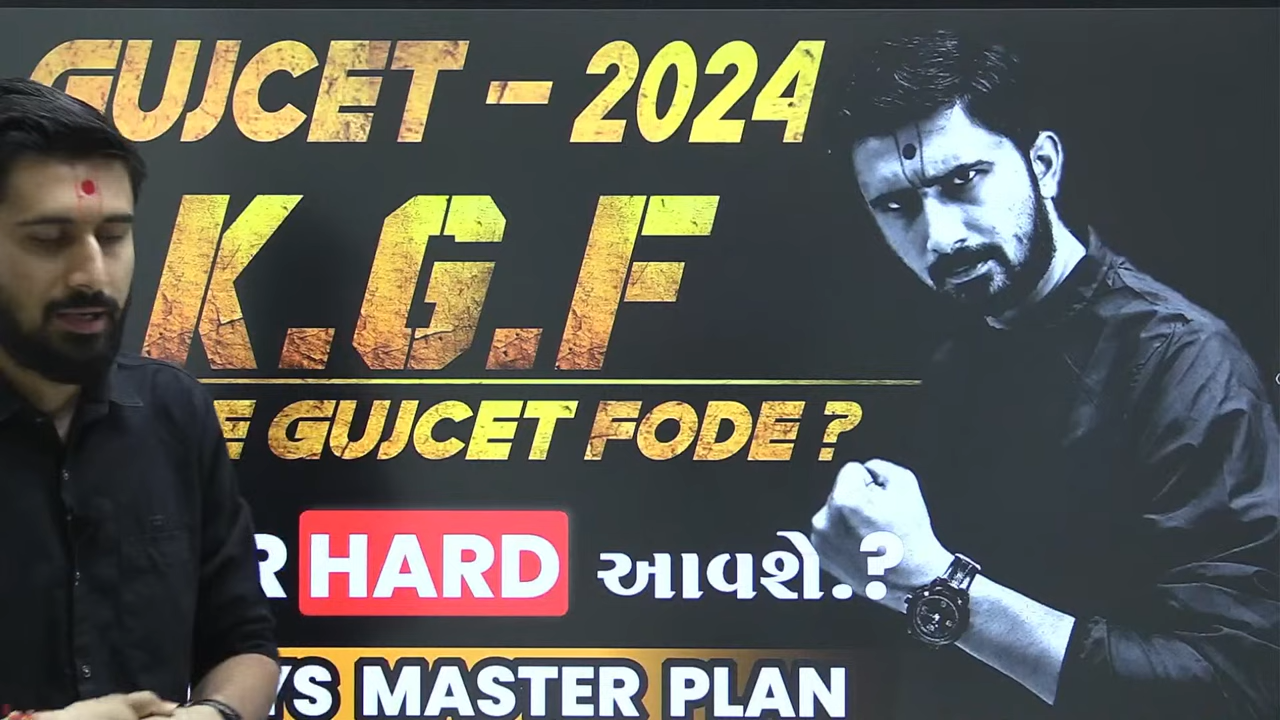 GUJCET - 2024
K.G.F
GUJCET FODE ?
HARD આવશે.?
MASTER PLAN